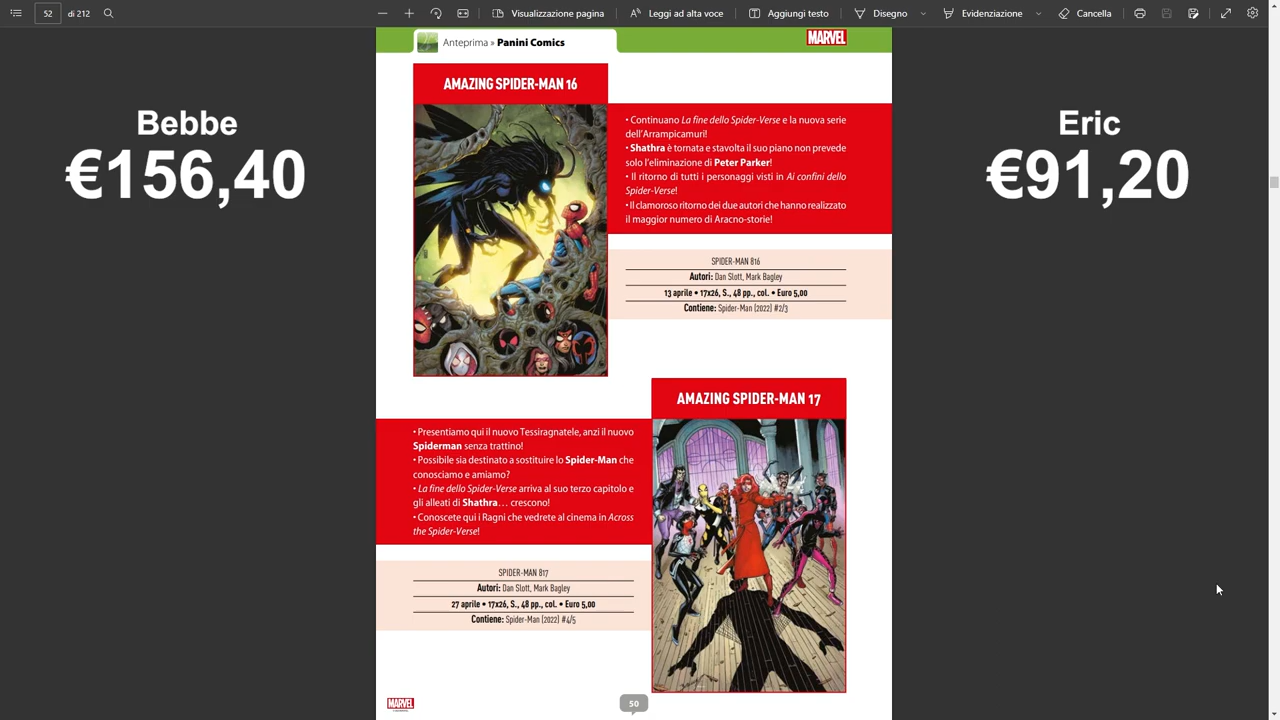 52 di 212
Disegno
Evidenziazione
Cancella
Anteprima » Panini Comics
MARVEL
Bebbe
€156,40
Eric
€91,20
AMAZING SPIDER-MAN 16
• Continuano La fine dello Spider-Verse e la nuova serie
dell'Arrampicamuri!
• Shathra è tornata e stavolta il suo piano non prevede
solo l'eliminazione di Peter Parker!
• Il ritorno di tutti i personaggi visti in Ai confini dello
Spider-Verse!
• Il clamoroso ritorno dei due autori che hanno realizzato
il maggior numero di Aracno-storie!
SPIDER-MAN 816
Autori: Dan Slott, Mark Bagley
13 aprile • 17x26, S., 48 pp., col. • Euro 5,00
Contiene: Spider-Man (2022) #2/3
AMAZING SPIDER-MAN 17
• Presentiamo qui il nuovo Tessiragnatele, anzi il nuovo
Spiderman senza trattino!
• Possibile sia destinato a sostituire lo Spider-Man che
conosciamo e amiamo?
• La fine dello Spider-Verse arriva al suo terzo capitolo e
gli alleati di Shathra… crescono!
• Conoscete qui i Ragni che vedrete al cinema in Across
the Spider-Verse!
SPIDER-MAN 817
Autori: Dan Slott, Mark Bagley
27 aprile • 17x26, S., 48 pp., col. • Euro 5,00
Contiene: Spider-Man (2022) #4/5
MARVEL
50